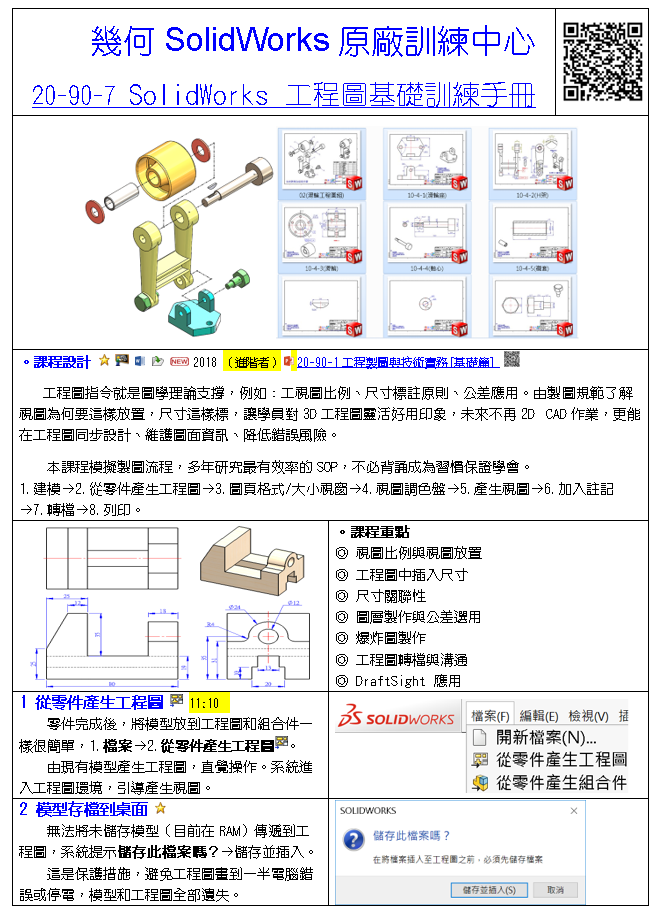 幾何 SolidWorks 原廠訓練中心
20-90-7 SolidWorks 工程圖基礎訓練手冊
02(滑輪工程圖組)
10-4-1(滑輪座)
10-4-2(H架)
10-4-3(滑輪)
10-4-4(軸心)
10-4-5(襯套)
。課程設計 NEW 2018 (進階者) 20-90-1 工程製圖與技術實務[基礎篇]
工程圖指令就是圖學理論支撐，例如：工視圖比例、尺寸標註原則、公差應用。由製圖規範了解
視圖為何要這樣放置，尺寸這樣標，讓學員對 3D 工程圖靈活好用印象，未來不再 2D CAD 作業，更能
在工程圖同步設計、維護圖面資訊、降低錯誤風險。
本課程模擬製圖流程，多年研究最有效率的 SOP，不必背誦成為習慣保證學會。
1.建模→2.從零件產生工程圖→3.圖頁格式/大小視窗→4.視圖調色盤→5.產生視圖→6.加入註記
→7.轉檔→8.列印。
25
12
35
25
18
18
80
Ø24
Ø12
R4
35
31
13
20
。課程重點
◎ 視圖比例與視圖放置
◎ 工程圖中插入尺寸
◎ 尺寸關聯性
◎ 圖層製作與公差選用
◎ 爆炸圖製作
◎ 工程圖轉檔與溝通
◎ DraftSight 應用
1 從零件產生工程圖 11:10
零件完成後，將模型放到工程圖和組合件一
樣很簡單，1.檔案→2.從零件產生工程圖。
由現有模型產生工程圖，直覺操作。系統進
入工程圖環境，引導產生視圖。
SOLIDWORKS 檔案(F) 編輯(E) 檢視(V) 插
開新檔案(N)...
從零件產生工程圖
從零件產生組合件
2 模型存檔到桌面
無法將未儲存模型（目前在 RAM）傳遞到工
程圖，系統提示儲存此檔案嗎？→儲存並插入。
這是保護措施，避免工程圖畫到一半電腦錯
誤或停電，模型和工程圖全部遺失。
SOLIDWORKS
儲存此檔案嗎？
在將檔案插入至工程圖之前，必須先儲存檔案
儲存並插入(S)
取消